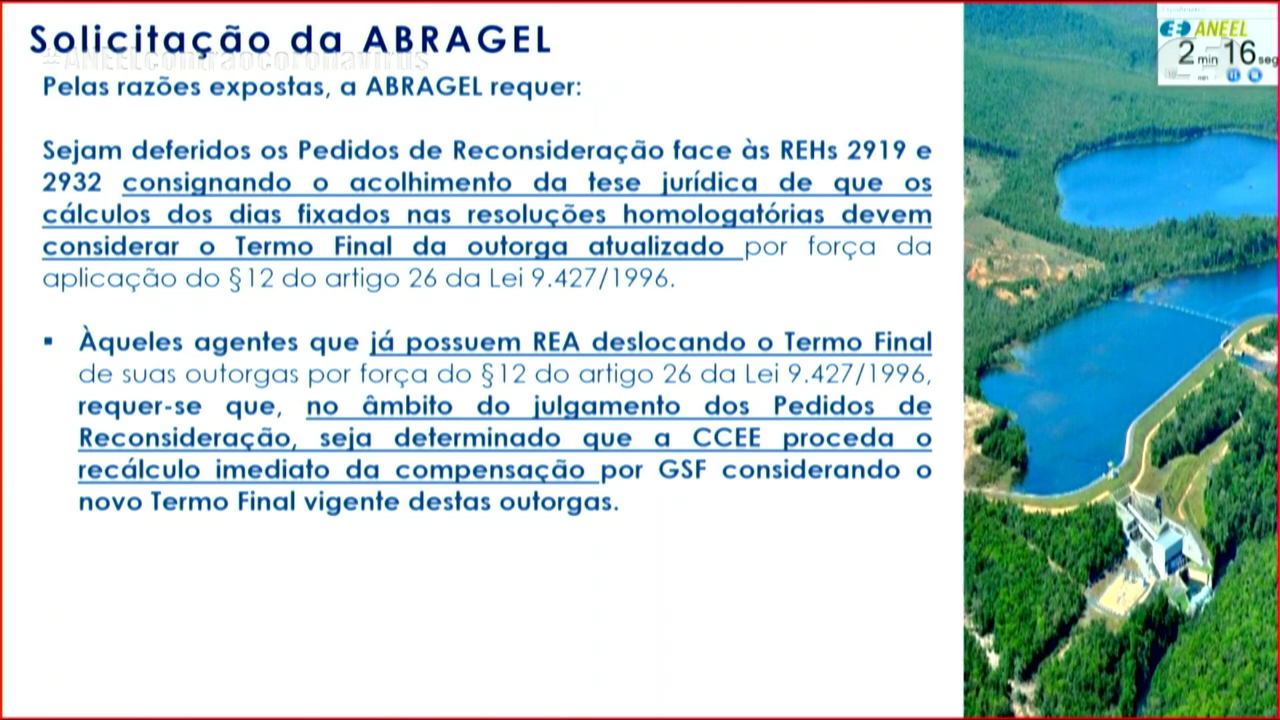 Solicitação da ABRAGEL
#ANEELcontraocoronavirus
ANEEL
2 min 16 seg
min
Pelas razões expostas, a ABRAGEL requer:
Sejam deferidos os Pedidos de Reconsideração face às REHs 2919 e
2932 consignando o acolhimento da tese jurídica de que os
cálculos dos dias fixados nas resoluções homologatórias devem
considerar o Termo Final da outorga atualizado por força da
aplicação do §12 do artigo 26 da Lei 9.427/1996.
▪ Àqueles agentes que já possuem REA deslocando o Termo Final
de suas outorgas por força do §12 do artigo 26 da Lei 9.427/1996,
requer-se que, no âmbito do julgamento dos Pedidos de
Reconsideração, seja determinado que a CCEE proceda o
recálculo imediato da compensação por GSF considerando o
novo Termo Final vigente destas outorgas.